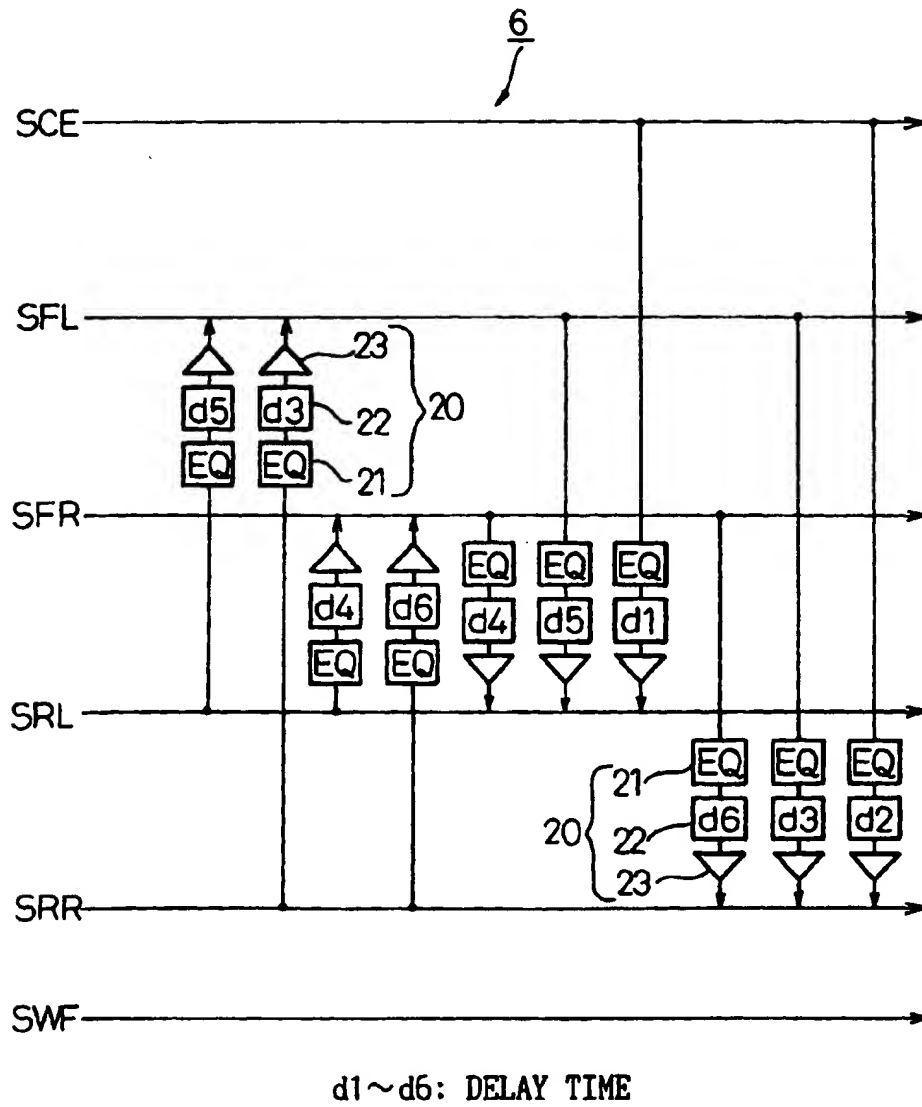 6
SCE
SFL
23
d5 d3 22 20
EQ EQ 21
SFR
EQ EQ EQ
d4 d6 d4 d5 d1
EQ EQ
SRL
21 EQ EQ EQ
20 22 d6 d3 d2
23
SRR
SWF
d1~d6: DELAY TIME